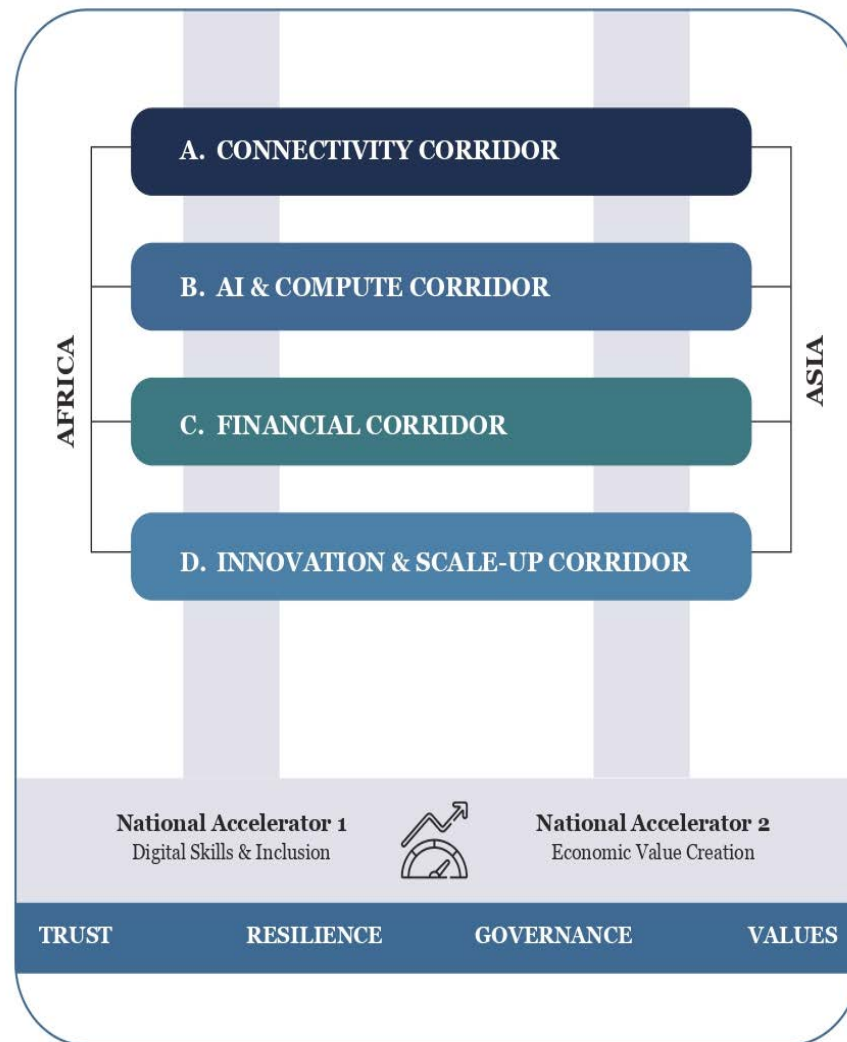 A. CONNECTIVITY CORRIDOR
B. AI & COMPUTE CORRIDOR
AFRICA
ASIA
C. FINANCIAL CORRIDOR
D. INNOVATION & SCALE-UP CORRIDOR
National Accelerator 1
Digital Skills & Inclusion
National Accelerator 2
Economic Value Creation
TRUST RESILIENCE GOVERNANCE VALUES